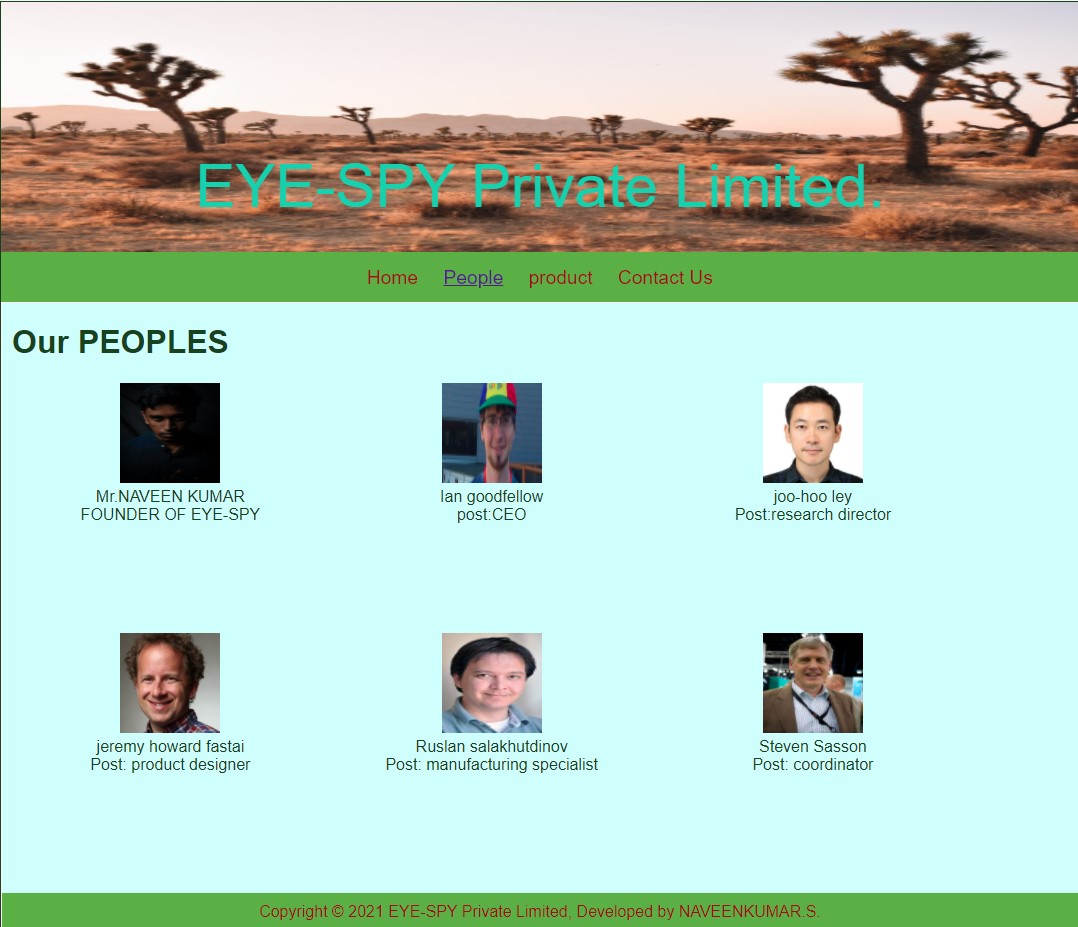 EYE-SPY Private Limited.
Home People product Contact Us
Our PEOPLES
Mr.NAVEEN KUMAR
FOUNDER OF EYE-SPY
Ian goodfellow
post:CEO
joo-hoo ley
Post:research director
jeremy howard fastai
Post: product designer
Ruslan salakhutdinov
Post: manufacturing specialist
Steven Sasson
Post: coordinator
Copyright © 2021 EYE-SPY Private Limited, Developed by NAVEENKUMAR.S.